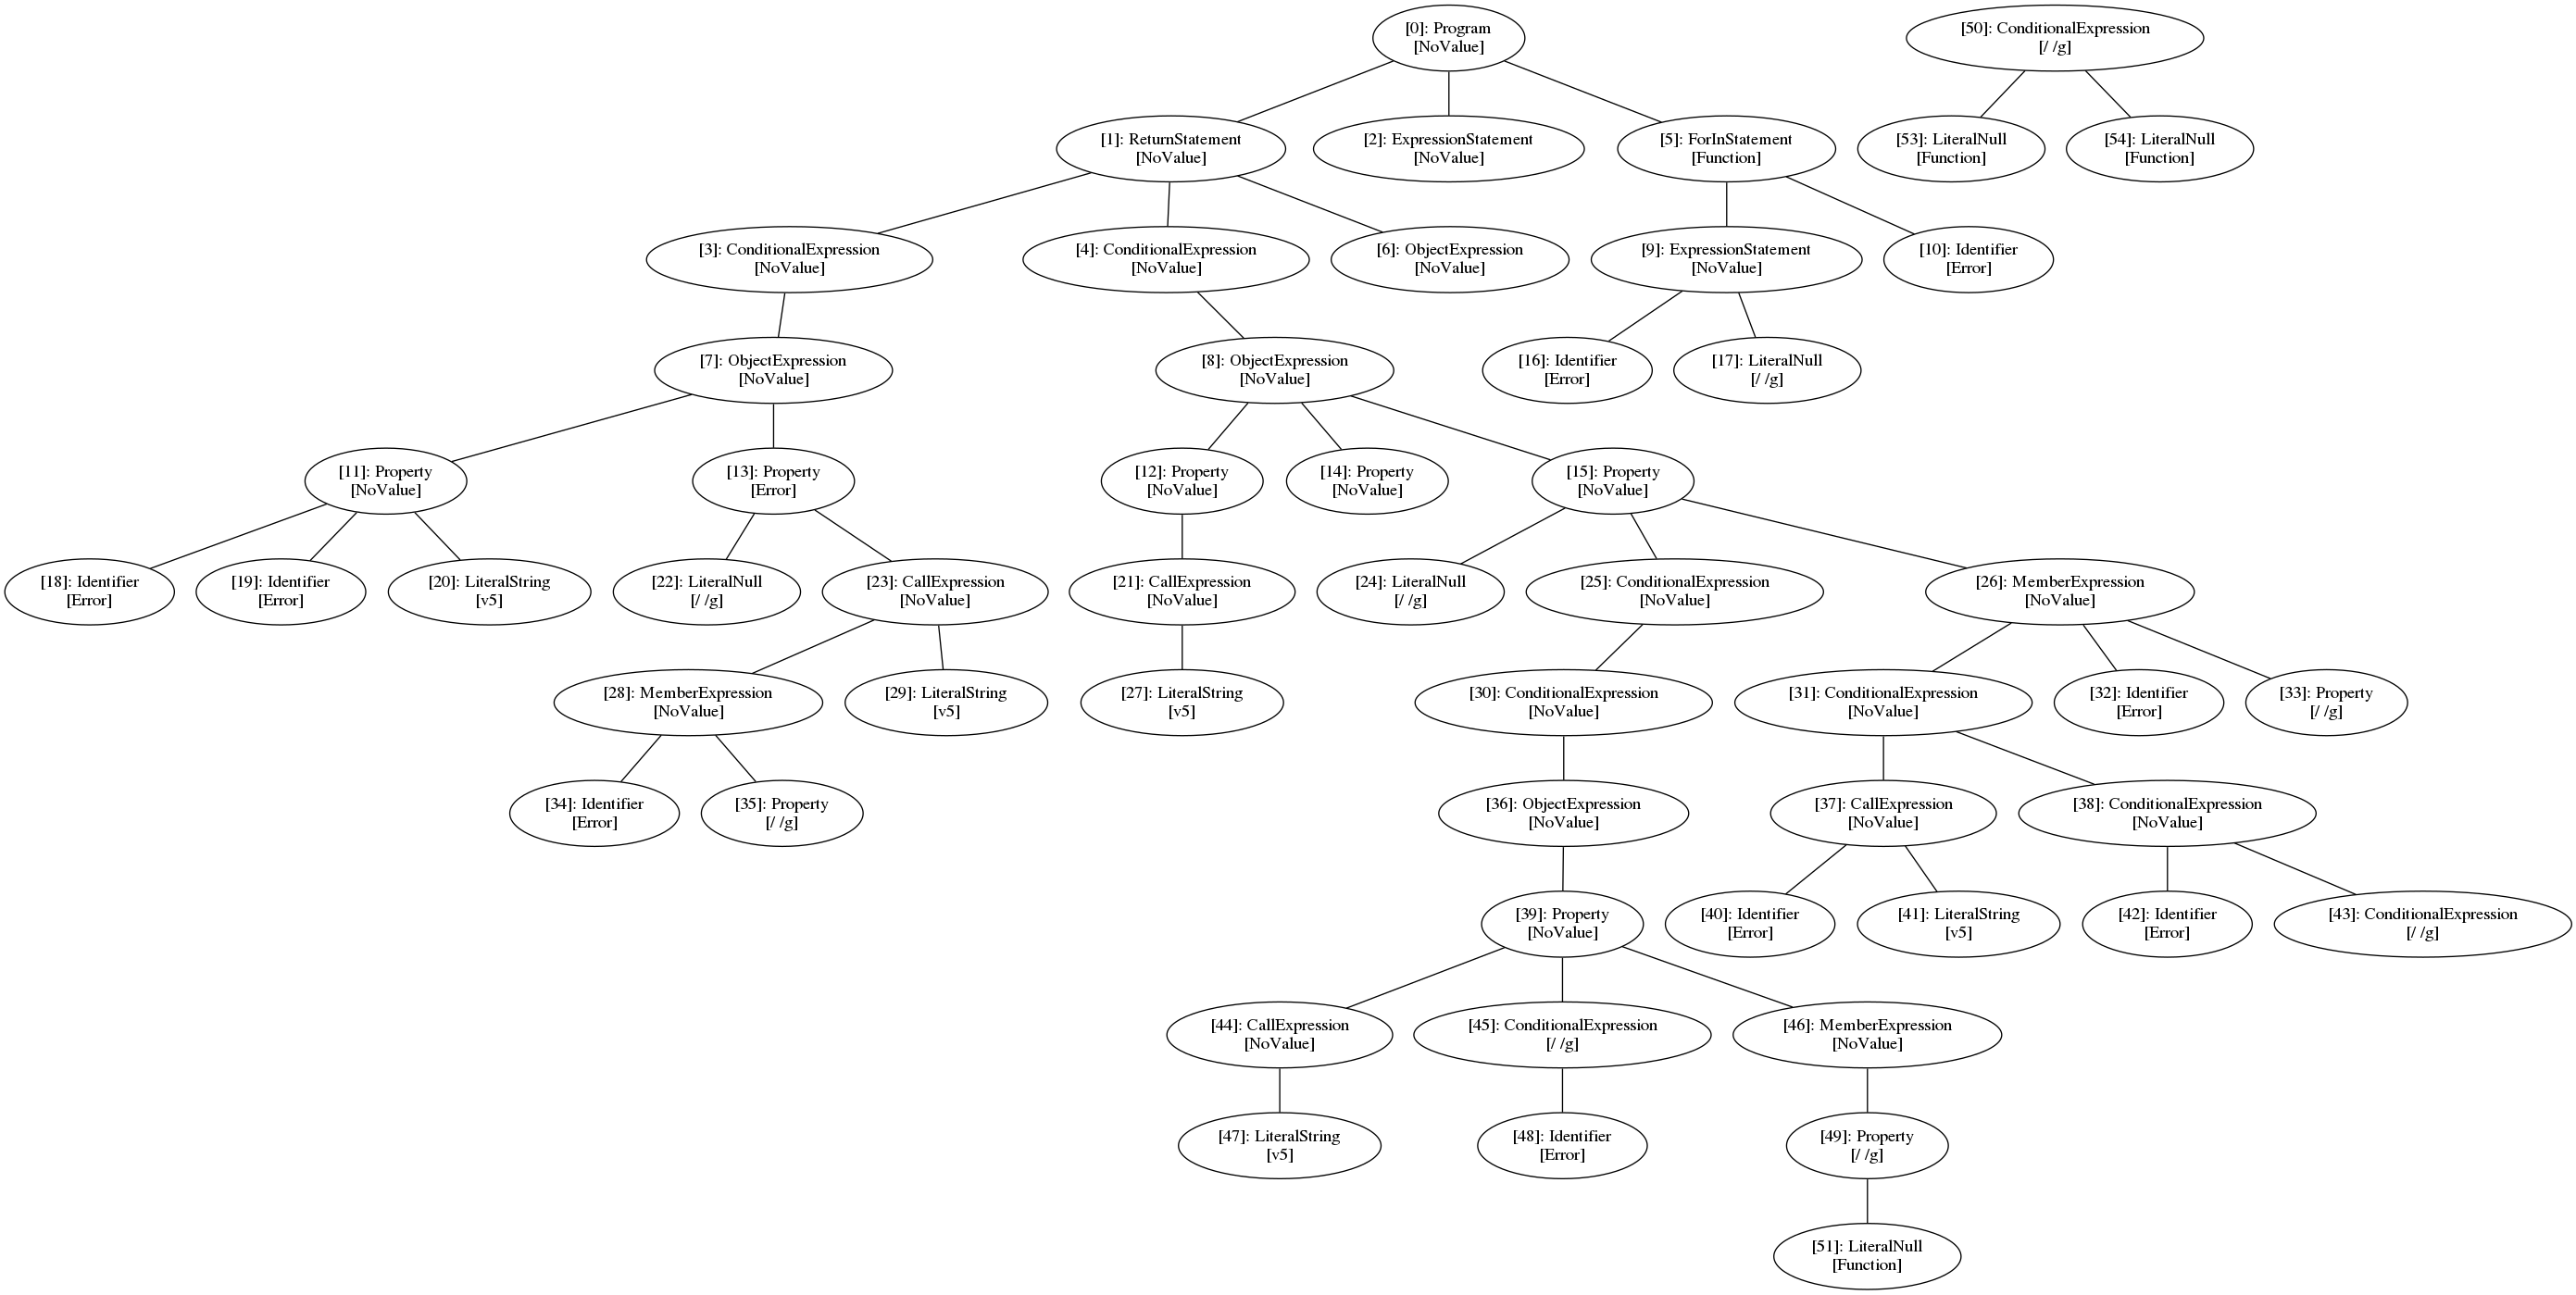 [0]: Program
[NoValue]
[50]: ConditionalExpression
[/ /g]
[1]: ReturnStatement
[NoValue]
[2]: ExpressionStatement
[NoValue]
[5]: ForInStatement
[Function]
[53]: LiteralNull
[Function]
[54]: LiteralNull
[Function]
[3]: ConditionalExpression
[NoValue]
[4]: ConditionalExpression
[NoValue]
[6]: ObjectExpression
[NoValue]
[9]: ExpressionStatement
[NoValue]
[10]: Identifier
[Error]
[7]: ObjectExpression
[NoValue]
[8]: ObjectExpression
[NoValue]
[16]: Identifier
[Error]
[17]: LiteralNull
[/ /g]
[11]: Property
[NoValue]
[13]: Property
[Error]
[12]: Property
[NoValue]
[14]: Property
[NoValue]
[15]: Property
[NoValue]
[18]: Identifier
[Error]
[19]: Identifier
[Error]
[20]: LiteralString
[v5]
[22]: LiteralNull
[/ /g]
[23]: CallExpression
[NoValue]
[21]: CallExpression
[NoValue]
[24]: LiteralNull
[/ /g]
[25]: ConditionalExpression
[NoValue]
[26]: MemberExpression
[NoValue]
[28]: MemberExpression
[NoValue]
[29]: LiteralString
[v5]
[27]: LiteralString
[v5]
[30]: ConditionalExpression
[NoValue]
[31]: ConditionalExpression
[NoValue]
[32]: Identifier
[Error]
[33]: Property
[/ /g]
[34]: Identifier
[Error]
[35]: Property
[/ /g]
[36]: ObjectExpression
[NoValue]
[37]: CallExpression
[NoValue]
[38]: ConditionalExpression
[NoValue]
[39]: Property
[NoValue]
[40]: Identifier
[Error]
[41]: LiteralString
[v5]
[42]: Identifier
[Error]
[43]: ConditionalExpression
[/ /g]
[44]: CallExpression
[NoValue]
[45]: ConditionalExpression
[/ /g]
[46]: MemberExpression
[NoValue]
[47]: LiteralString
[v5]
[48]: Identifier
[Error]
[49]: Property
[/ /g]
[51]: LiteralNull
[Function]